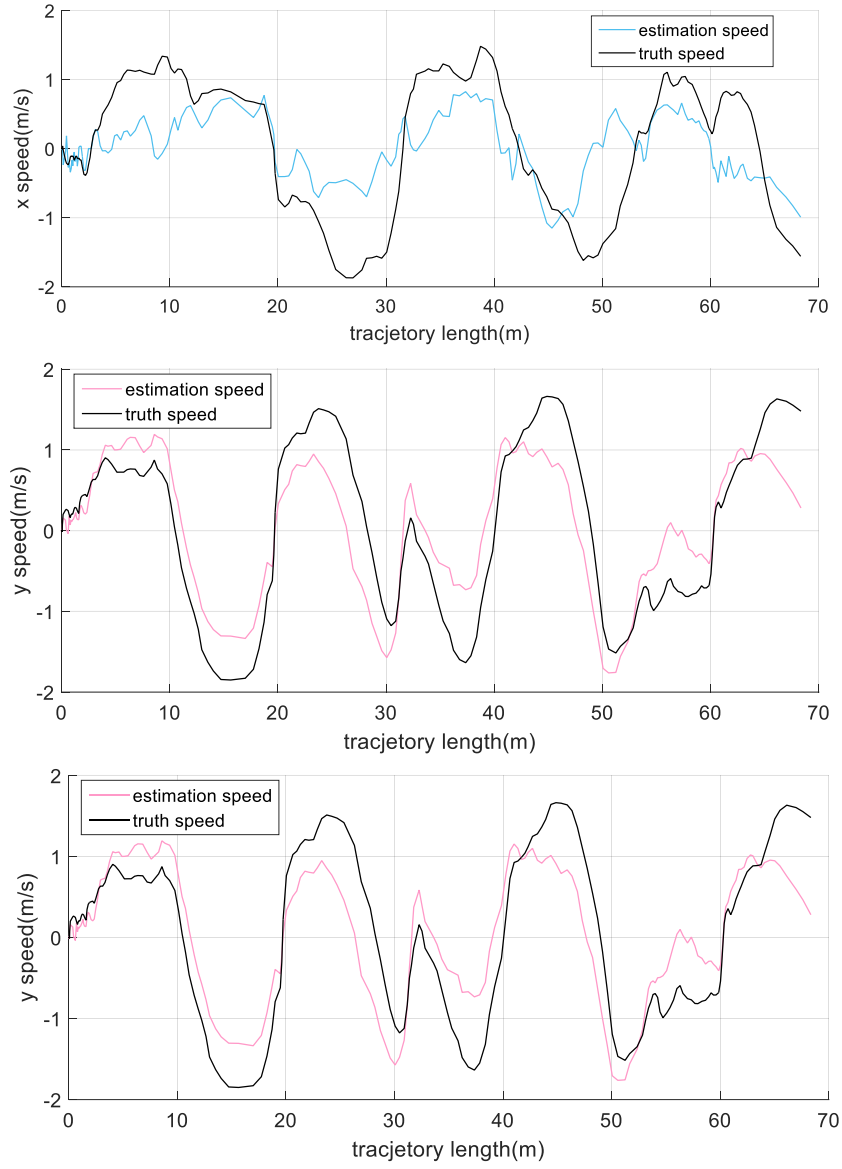 2
1
0
-1
-2
x speed(m/s)
estimation speed
truth speed
0 10 20 30 40 50 60 70
tracjetory length(m)
2
1
0
-1
-2
y speed(m/s)
estimation speed
truth speed
0 10 20 30 40 50 60 70
tracjetory length(m)
2
1
0
-1
-2
y speed(m/s)
estimation speed
truth speed
0 10 20 30 40 50 60 70
tracjetory length(m)